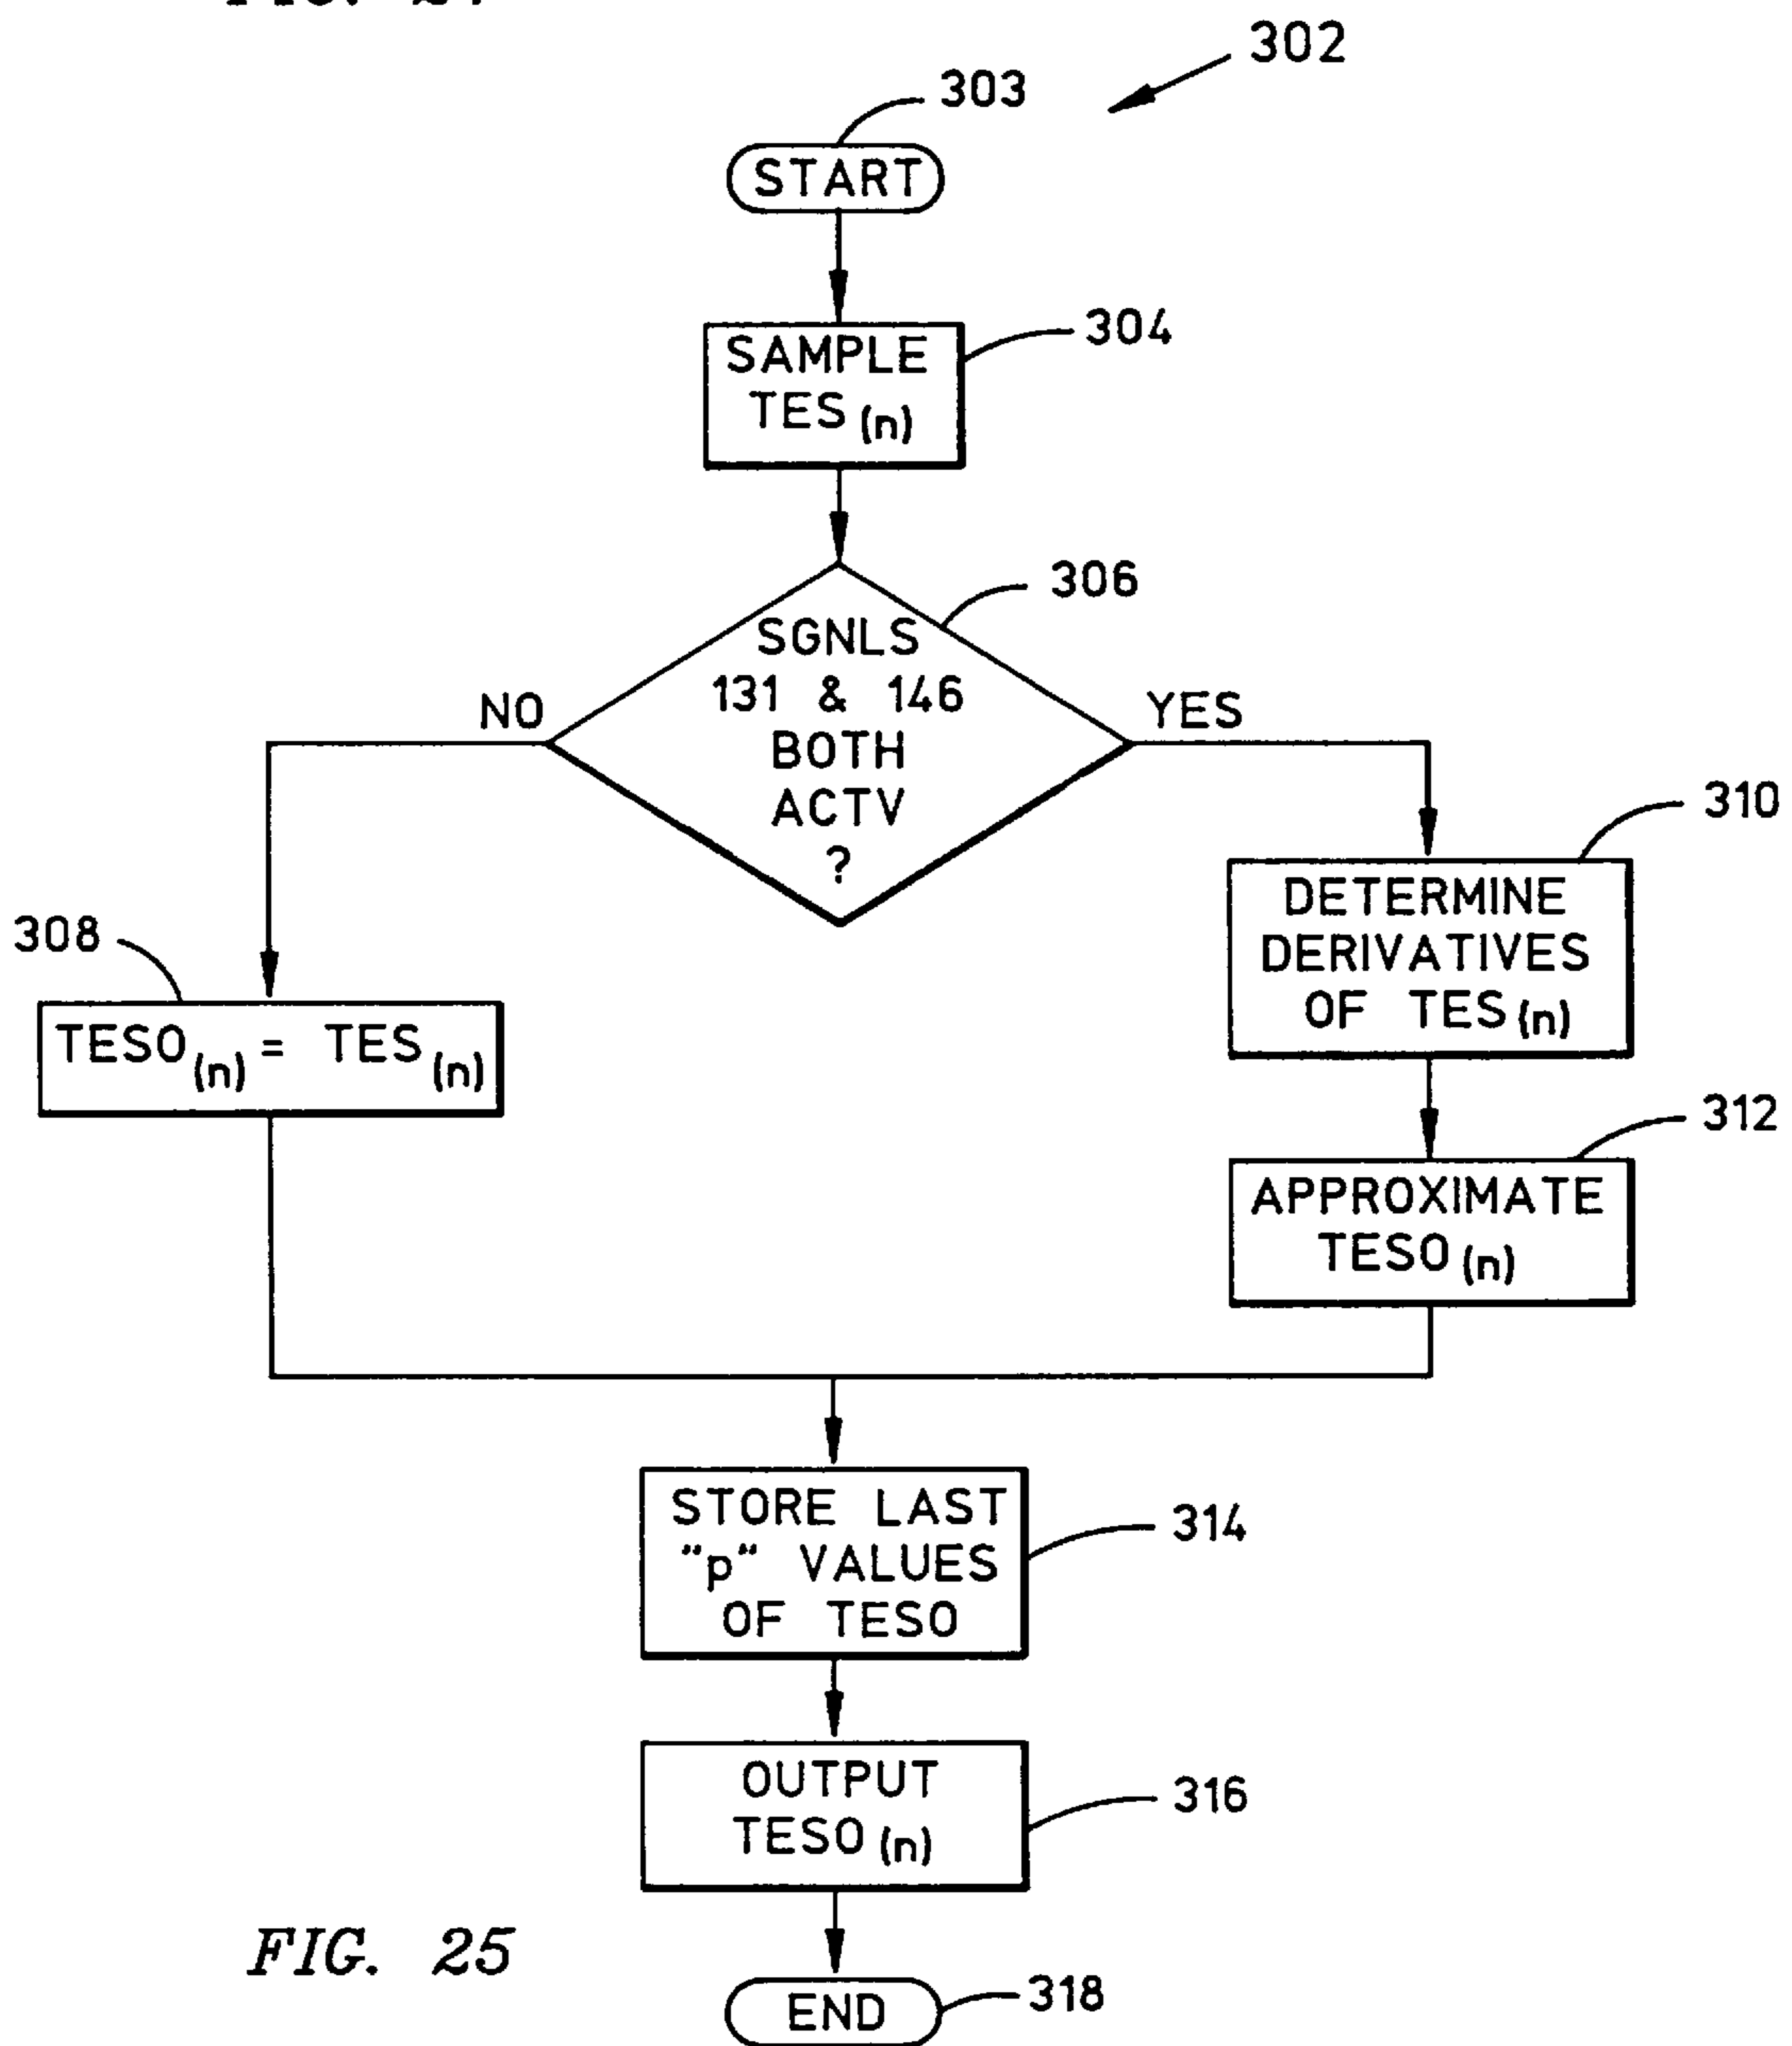 302
303
START
304
SAMPLE
TES(n)
306
SGNLS
131 & 146
BOTH
ACTV
?
NO
YES
308
TESO(n) = TES(n)
310
DETERMINE
DERIVATIVES
OF TES(n)
312
APPROXIMATE
TESO(n)
314
STORE LAST
"p" VALUES
OF TESO
316
OUTPUT
TESO(n)
FIG. 25
318
END